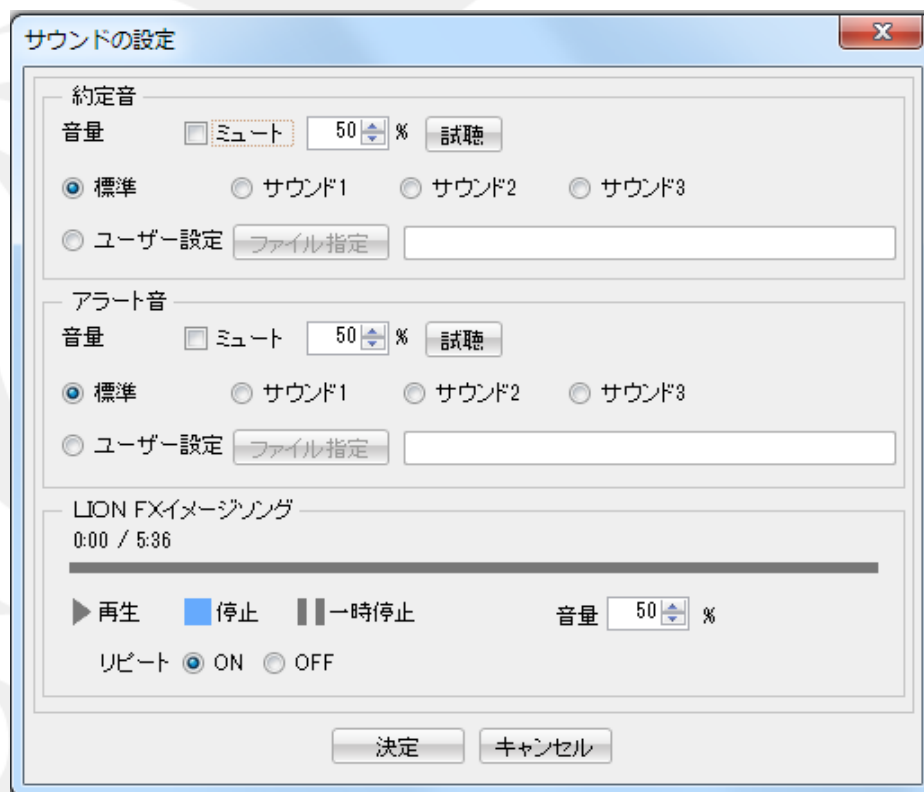 サウンドの設定
約定音
音量 ミュート 50 % 試聴
標準 サウンド1 サウンド2 サウンド3
ユーザー設定 ファイル指定
アラート音
音量 ミュート 50 % 試聴
標準 サウンド1 サウンド2 サウンド3
ユーザー設定 ファイル指定
LION FXイメージソング
0:00 / 5:36
再生 停止 一時停止 音量 50 %
リピート ON OFF
決定 キャンセル